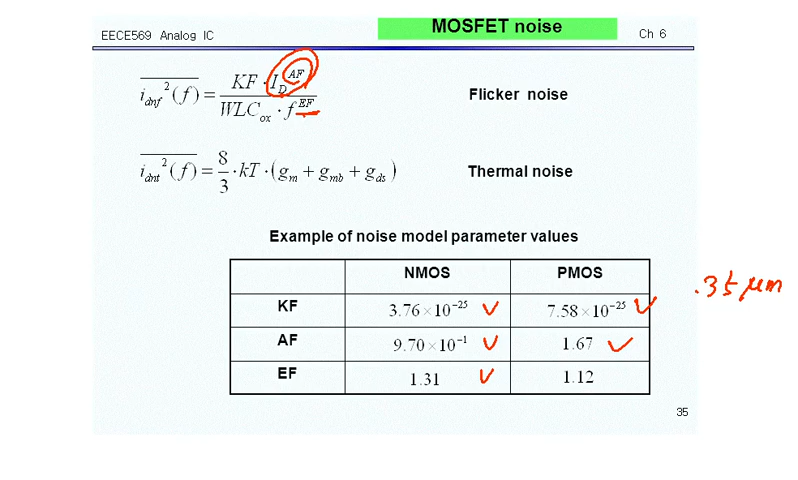 MOSFET noise
EECE569 Analog IC
Ch 6
i_dnf²(f) = KF · I_D^AF / WLC_ox · f^EF
Flicker noise
i_dnt²(f) = 8/3 · kT · (g_m + g_mb + g_ds)
Thermal noise
Example of noise model parameter values
NMOS PMOS
KF 3.76×10⁻²⁵ 7.58×10⁻²⁵
AF 9.70×10⁻¹ 1.67
EF 1.31 1.12
.35 µm
35